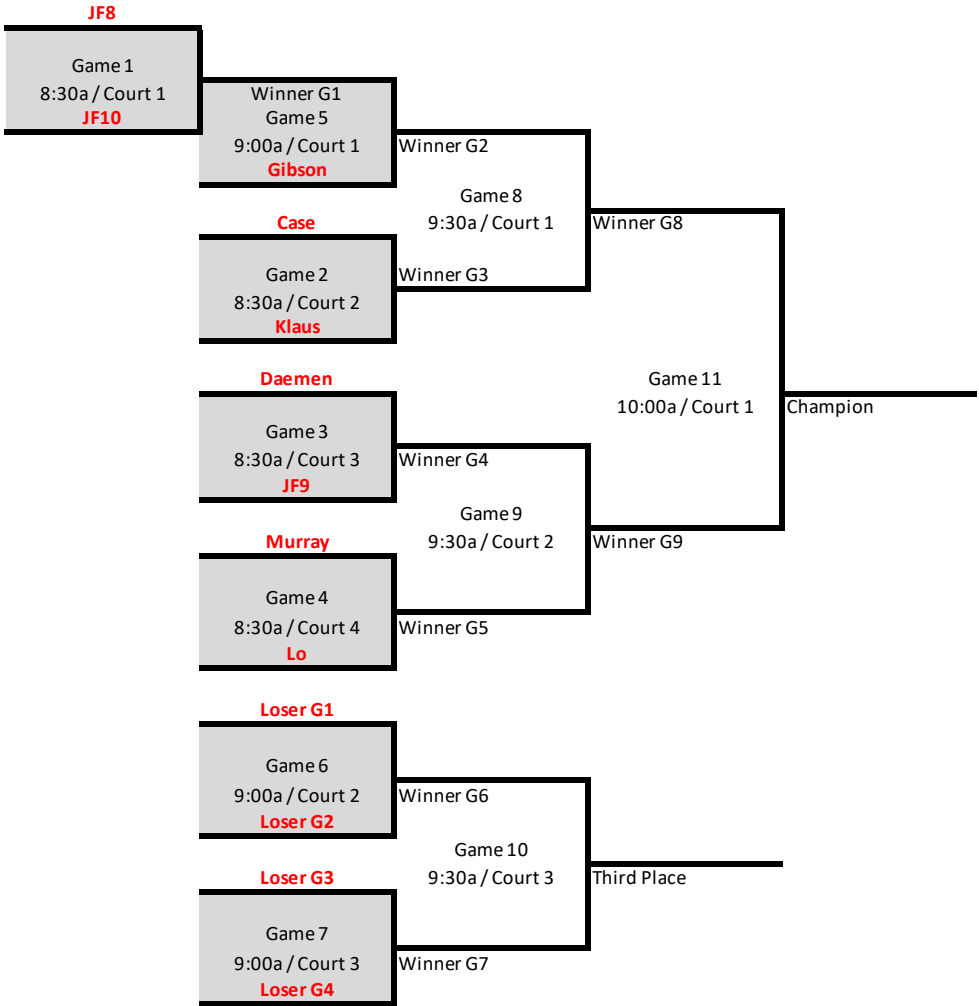 JF8
Game 1
8:30a / Court 1
JF10
Winner G1
Game 5
9:00a / Court 1
Gibson
Winner G2
Game 8
9:30a / Court 1
Winner G8
Case
Game 2
8:30a / Court 2
Klaus
Winner G3
Daemen
Game 3
8:30a / Court 3
JF9
Winner G4
Game 11
10:00a / Court 1
Champion
Game 9
9:30a / Court 2
Winner G9
Murray
Game 4
8:30a / Court 4
Lo
Winner G5
Loser G1
Game 6
9:00a / Court 2
Loser G2
Winner G6
Game 10
9:30a / Court 3
Third Place
Loser G3
Game 7
9:00a / Court 3
Loser G4
Winner G7